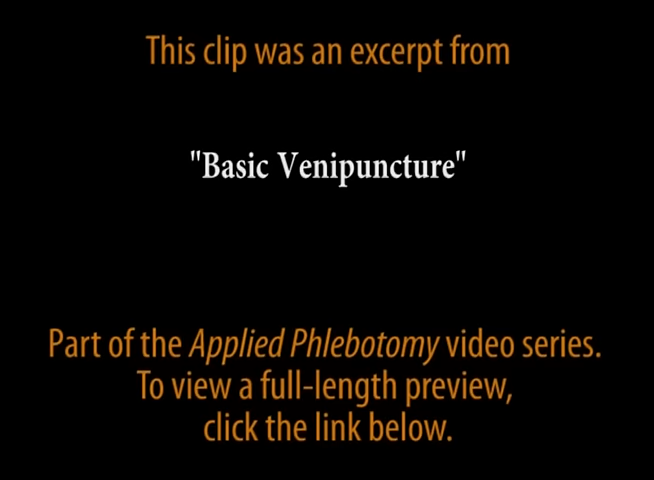 This clip was an excerpt from
"Basic Venipuncture"
Part of the Applied Phlebotomy video series.
To view a full-length preview,
click the link below.